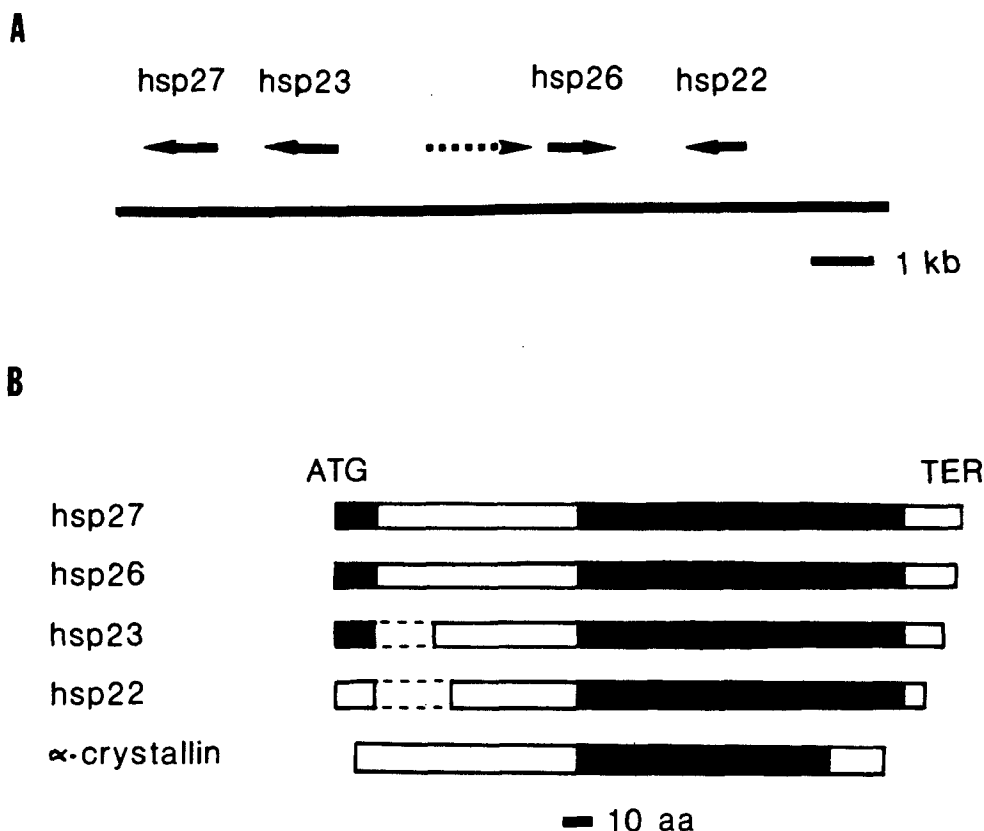 A
hsp27 hsp23 hsp26 hsp22
1 kb
B
ATG TER
hsp27
hsp26
hsp23
hsp22
α-crystallin
10 aa